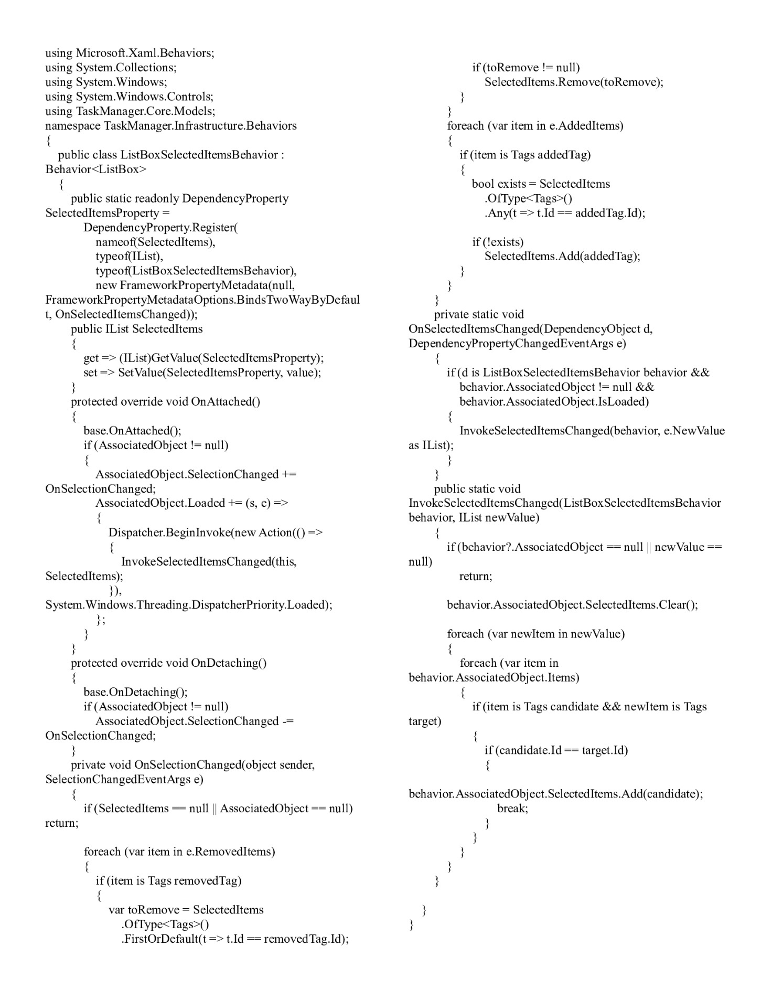 using Microsoft.Xaml.Behaviors;
using System.Collections;
using System.Windows;
using System.Windows.Controls;
using TaskManager.Core.Models;
namespace TaskManager.Infrastructure.Behaviors
{
    public class ListBoxSelectedItemsBehavior :
Behavior<ListBox>
    {
        public static readonly DependencyProperty
SelectedItemsProperty =
            DependencyProperty.Register(
                nameof(SelectedItems),
                typeof(IList),
                typeof(ListBoxSelectedItemsBehavior),
                new FrameworkPropertyMetadata(null,
FrameworkPropertyMetadataOptions.BindsTwoWayByDefaul
t, OnSelectedItemsChanged));
        public IList SelectedItems
        {
            get => (IList)GetValue(SelectedItemsProperty);
            set => SetValue(SelectedItemsProperty, value);
        }
        protected override void OnAttached()
        {
            base.OnAttached();
            if (AssociatedObject != null)
            {
                AssociatedObject.SelectionChanged +=
OnSelectionChanged;
                AssociatedObject.Loaded += (s, e) =>
                {
                    Dispatcher.BeginInvoke(new Action(() =>
                    {
                        InvokeSelectedItemsChanged(this,
SelectedItems);
                    }),
System.Windows.Threading.DispatcherPriority.Loaded);
                };
            }
        }
        protected override void OnDetaching()
        {
            base.OnDetaching();
            if (AssociatedObject != null)
                AssociatedObject.SelectionChanged -=
OnSelectionChanged;
        }
        private void OnSelectionChanged(object sender,
SelectionChangedEventArgs e)
        {
            if (SelectedItems == null || AssociatedObject == null)
return;

            foreach (var item in e.RemovedItems)
            {
                if (item is Tags removedTag)
                {
                    var toRemove = SelectedItems
                        .OfType<Tags>()
                        .FirstOrDefault(t => t.Id == removedTag.Id);

                    if (toRemove != null)
                        SelectedItems.Remove(toRemove);
                }
            }
            foreach (var item in e.AddedItems)
            {
                if (item is Tags addedTag)
                {
                    bool exists = SelectedItems
                        .OfType<Tags>()
                        .Any(t => t.Id == addedTag.Id);

                    if (!exists)
                        SelectedItems.Add(addedTag);
                }
            }
        }
        private static void
OnSelectedItemsChanged(DependencyObject d,
DependencyPropertyChangedEventArgs e)
        {
            if (d is ListBoxSelectedItemsBehavior behavior &&
                behavior.AssociatedObject != null &&
                behavior.AssociatedObject.IsLoaded)
            {
                InvokeSelectedItemsChanged(behavior, e.NewValue
as IList);
            }
        }
        public static void
InvokeSelectedItemsChanged(ListBoxSelectedItemsBehavior
behavior, IList newValue)
        {
            if (behavior?.AssociatedObject == null || newValue ==
null)
                return;

            behavior.AssociatedObject.SelectedItems.Clear();

            foreach (var newItem in newValue)
            {
                foreach (var item in
behavior.AssociatedObject.Items)
                {
                    if (item is Tags candidate && newItem is Tags
target)
                    {
                        if (candidate.Id == target.Id)
                        {

behavior.AssociatedObject.SelectedItems.Add(candidate);
                            break;
                        }
                    }
                }
            }
        }

    }
}